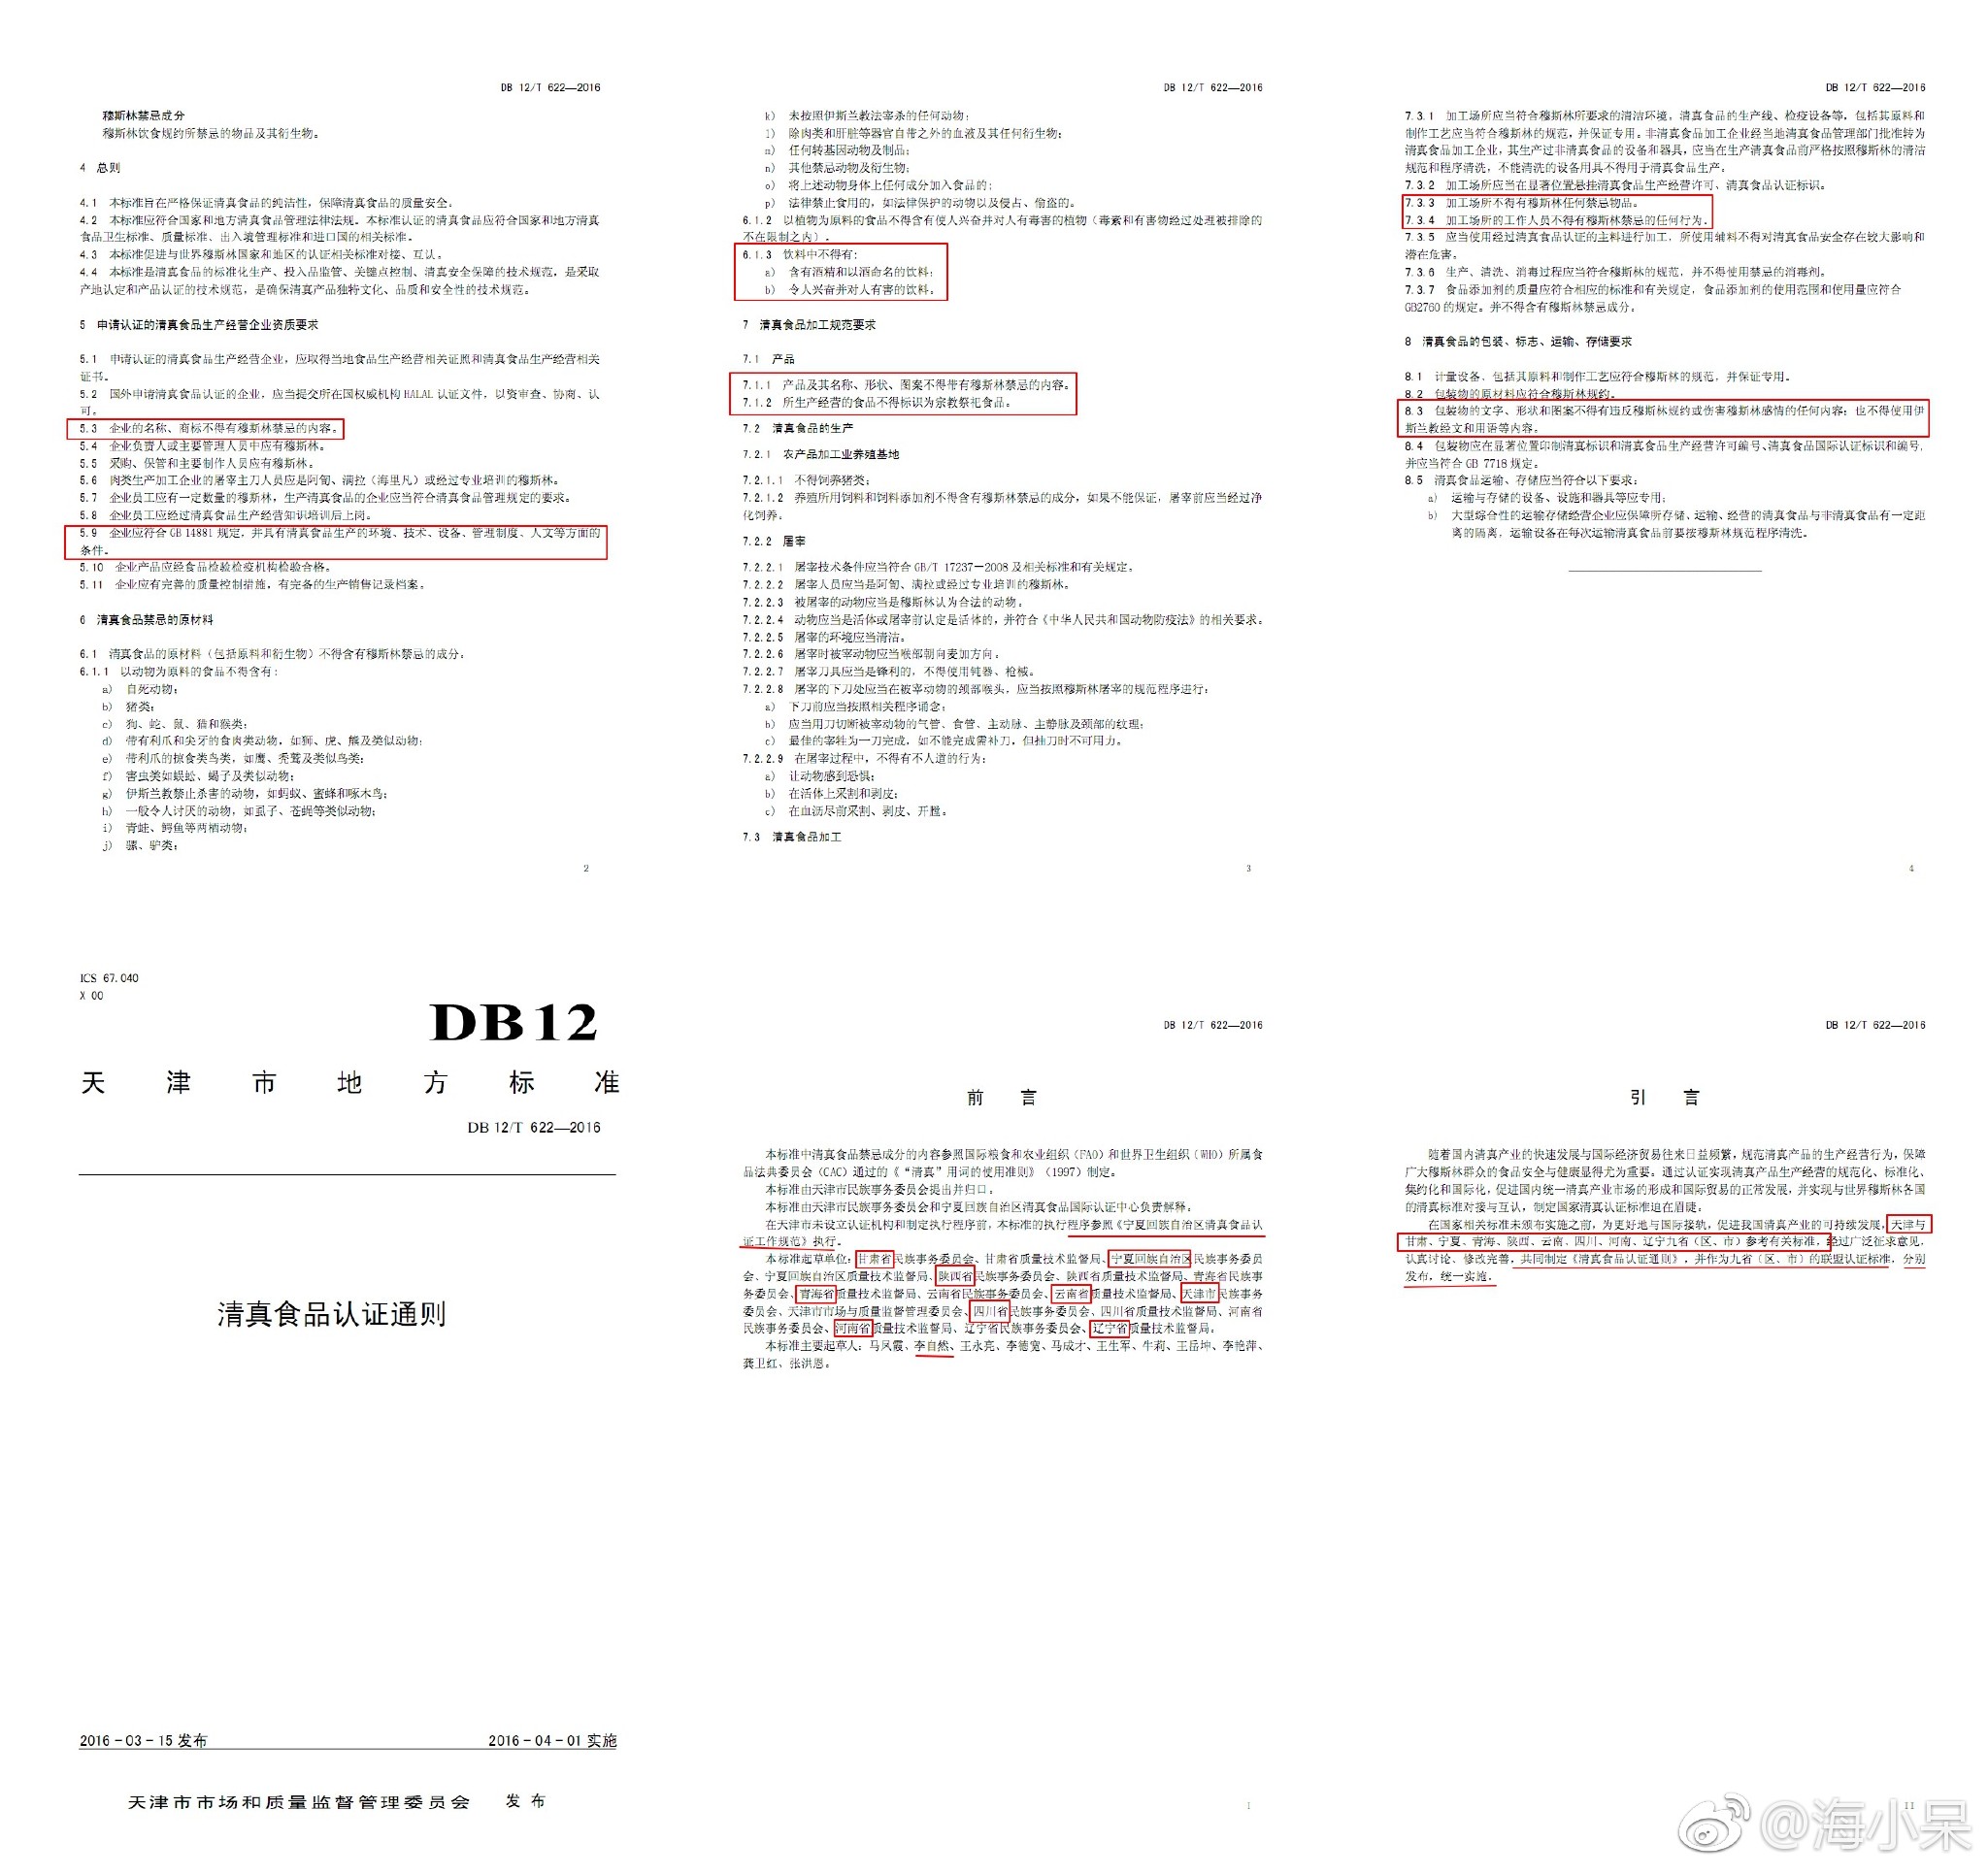 DB 12/T 622—2016
穆斯林禁忌成分
穆斯林饮食规约所禁忌的物品及其衍生物。
4 总则
4.1 本标准旨在严格保证清真食品的纯洁性，保障清真食品的质量安全。
4.2 本标准应符合国家和地方清真食品管理法律法规。本标准认证的清真食品应符合国家和地方清真
食品卫生标准、质量标准、出入境管理标准和进口国的相关标准。
4.3 本标准促进与世界穆斯林国家和地区的认证相关标准对接、互认。
4.4 本标准是清真食品的标准化生产、投入品监管、关键点控制、清真安全保障的技术规范，是采取
产地认定和产品认证的技术规范，是确保清真产品独特文化、品质和安全性的技术规范。
5 申请认证的清真食品生产经营企业资质要求
5.1 申请认证的清真食品生产经营企业，应取得当地食品生产经营相关证照和清真食品生产经营相关
证书。
5.2 国外申请清真食品认证的企业，应当提交所在国权威机构HALAL认证文件，以资审查、协商、认
可。
5.3 企业的名称、商标不得有穆斯林禁忌的内容。
5.4 企业负责人或主要管理人员中应有穆斯林。
5.5 采购、保管和主要制作人员应有穆斯林。
5.6 肉类生产加工企业的屠宰主刀人员应是阿訇、满拉（海里凡）或经过专业培训的穆斯林。
5.7 企业员工应有一定数量的穆斯林，生产清真食品的企业应当符合清真食品管理规定的要求。
5.8 企业员工应经过清真食品生产经营知识培训后上岗。
5.9 企业应符合GB 14881 规定，并具有清真食品生产的环境、技术、设备、管理制度、人文等方面的
条件。
5.10 企业产品应经食品检验检疫机构检验合格。
5.11 企业应有完善的质量控制措施，有完备的生产销售记录档案。
6 清真食品禁忌的原材料
6.1 清真食品的原材料（包括原料和衍生物）不得含有穆斯林禁忌的成分。
6.1.1 以动物为原料的食品不得含有：
a) 自死动物；
b) 猪类；
c) 狗、蛇、鼠、猫和猴类；
d) 带有利爪和尖牙的食肉类动物，如狮、虎、熊及类似动物；
e) 带利爪的掠食类鸟类，如鹰、秃鹫及类似鸟类；
f) 害虫类如蜈蚣、蝎子及类似动物；
g) 伊斯兰教禁止杀害的动物，如蚂蚁、蜜蜂和啄木鸟；
h) 一般令人讨厌的动物，如虱子、苍蝇等类似动物；
i) 青蛙、鳄鱼等两栖动物；
j) 骡、驴类；
2
DB 12/T 622—2016
k) 未按照伊斯兰教法宰杀的任何动物；
l) 除肉类和肝脏等器官自带之外的血液及其任何衍生物；
m) 任何转基因动物及制品；
n) 其他禁忌动物及衍生物；
o) 将上述动物身体上任何成分加入食品的；
p) 法律禁止食用的，如法律保护的动物以及侵占、偷盗的。
6.1.2 以植物为原料的食品不得含有使人兴奋并对人有毒害的植物（毒素和有害物经过处理被排除的
不在限制之内）。
6.1.3 饮料中不得有：
a) 含有酒精和以酒命名的饮料；
b) 令人兴奋并对人有害的饮料。
7 清真食品加工规范要求
7.1 产品
7.1.1 产品及其名称、形状、图案不得带有穆斯林禁忌的内容。
7.1.2 所生产经营的食品不得标识为宗教祭祀食品。
7.2 清真食品的生产
7.2.1 农产品加工业养殖基地
7.2.1.1 不得饲养猪类；
7.2.1.2 养殖所用饲料和饲料添加剂不得含有穆斯林禁忌的成分，如果不能保证，屠宰前应当经过净
化饲养。
7.2.2 屠宰
7.2.2.1 屠宰技术条件应当符合GB/T 17237—2008及相关标准和有关规定。
7.2.2.2 屠宰人员应当是阿訇、满拉或经过专业培训的穆斯林。
7.2.2.3 被屠宰的动物应当是穆斯林认为合法的动物。
7.2.2.4 动物应当是活体或屠宰前认定是活体的，并符合《中华人民共和国动物防疫法》的相关要求。
7.2.2.5 屠宰的环境应当清洁。
7.2.2.6 屠宰时被宰动物应当喉部朝向麦加方向。
7.2.2.7 屠宰刀具应当是锋利的，不得使用钝器、枪械。
7.2.2.8 屠宰的下刀处应当在被宰动物的颈部喉头，应当按照穆斯林屠宰的规范程序进行：
a) 下刀前应当按照相关程序诵念；
b) 应当用刀切断被宰动物的气管、食管、主动脉、主静脉及颈部的纹理；
c) 最佳的宰牲为一刀完成，如不能完成需补刀，但抽刀时不可用力。
7.2.2.9 在屠宰过程中，不得有不人道的行为：
a) 让动物感到恐惧；
b) 在活体上采割和剥皮；
c) 在血沥尽前采割、剥皮、开膛。
7.3 清真食品加工
3
DB 12/T 622—2016
7.3.1 加工场所应当符合穆斯林所要求的清洁环境，清真食品的生产线、检疫设备等，包括其原料和
制作工艺应当符合穆斯林的规范，并保证专用。非清真食品加工企业经当地清真食品管理部门批准转为
清真食品加工企业，其生产过非清真食品的设备和器具，应当在生产清真食品前严格按照穆斯林的清洁
规范和程序清洗，不能清洗的设备用具不得用于清真食品生产。
7.3.2 加工场所应当在显著位置悬挂清真食品生产经营许可、清真食品认证标识。
7.3.3 加工场所不得有穆斯林任何禁忌物品。
7.3.4 加工场所的工作人员不得有穆斯林禁忌的任何行为。
7.3.5 应当使用经过清真食品认证的主料进行加工，所使用辅料不得对清真食品安全存在较大影响和
潜在危害。
7.3.6 生产、清洗、消毒过程应当符合穆斯林的规范，并不得使用禁忌的消毒剂。
7.3.7 食品添加剂的质量应符合相应的标准和有关规定，食品添加剂的使用范围和使用量应符合
GB2760的规定。并不得含有穆斯林禁忌成分。
8 清真食品的包装、标志、运输、存储要求
8.1 计量设备、包括其原料和制作工艺应符合穆斯林的规范，并保证专用。
8.2 包装物的原材料应符合穆斯林规约。
8.3 包装物的文字、形状和图案不得有违反穆斯林规约或伤害穆斯林感情的任何内容；也不得使用伊
斯兰教经文和用语等内容。
8.4 包装物应在显著位置印制清真标识和清真食品生产经营许可编号、清真食品国际认证标识和编号，
并应当符合GB 7718 规定。
8.5 清真食品运输、存储应当符合以下要求：
a) 运输与存储的设备、设施和器具等应专用；
b) 大型综合性的运输存储经营企业应保障所存储、运输、经营的清真食品与非清真食品有一定距
离的隔离，运输设备在每次运输清真食品前要按穆斯林规范程序清洗。
4
ICS 67.040
X 00
DB12
天津市地方标准
DB 12/T 622—2016
清真食品认证通则
2016－03－15 发布
2016－04－01 实施
天津市市场和质量监督管理委员会 发布
DB 12/T 622—2016
前 言
本标准中清真食品禁忌成分的内容参照国际粮食和农业组织（FAO）和世界卫生组织（WHO）所属食
品法典委员会（CAC）通过的《“清真”用词的使用准则》（1997）制定。
本标准由天津市民族事务委员会提出并归口。
本标准由天津市民族事务委员会和宁夏回族自治区清真食品国际认证中心负责解释。
在天津市未设立认证机构和制定执行程序前，本标准的执行程序参照《宁夏回族自治区清真食品认
证工作规范》执行。
本标准起草单位：甘肃省民族事务委员会、甘肃省质量技术监督局、宁夏回族自治区民族事务委员
会、宁夏回族自治区质量技术监督局、陕西省民族事务委员会、陕西省质量技术监督局、青海省民族事
务委员会、青海省质量技术监督局、云南省民族事务委员会、云南省质量技术监督局、天津市民族事务
委员会、天津市市场与质量监督管理委员会、四川省民族事务委员会、四川省质量技术监督局、河南省
民族事务委员会、河南省质量技术监督局、辽宁省民族事务委员会、辽宁省质量技术监督局。
本标准主要起草人：马凤霞、李自然、王永亮、李德宽、马成才、王生军、牛莉、王岳坤、李艳萍、
龚卫红、张洪恩。
I
DB 12/T 622—2016
引 言
随着国内清真产业的快速发展与国际经济贸易往来日益频繁，规范清真产品的生产经营行为，保障
广大穆斯林群众的食品安全与健康显得尤为重要。通过认证实现清真产品生产经营的规范化、标准化、
集约化和国际化，促进国内统一清真产业市场的形成和国际贸易的正常发展，并实现与世界穆斯林各国
的清真标准对接与互认，制定国家清真认证标准迫在眉睫。
在国家相关标准未颁布实施之前，为更好地与国际接轨，促进我国清真产业的可持续发展，天津与
甘肃、宁夏、青海、陕西、云南、四川、河南、辽宁九省（区、市）参考有关标准，经过广泛征求意见，
认真讨论、修改完善，共同制定《清真食品认证通则》，并作为九省（区、市）的联盟认证标准，分别
发布，统一实施。
II
@海小呆